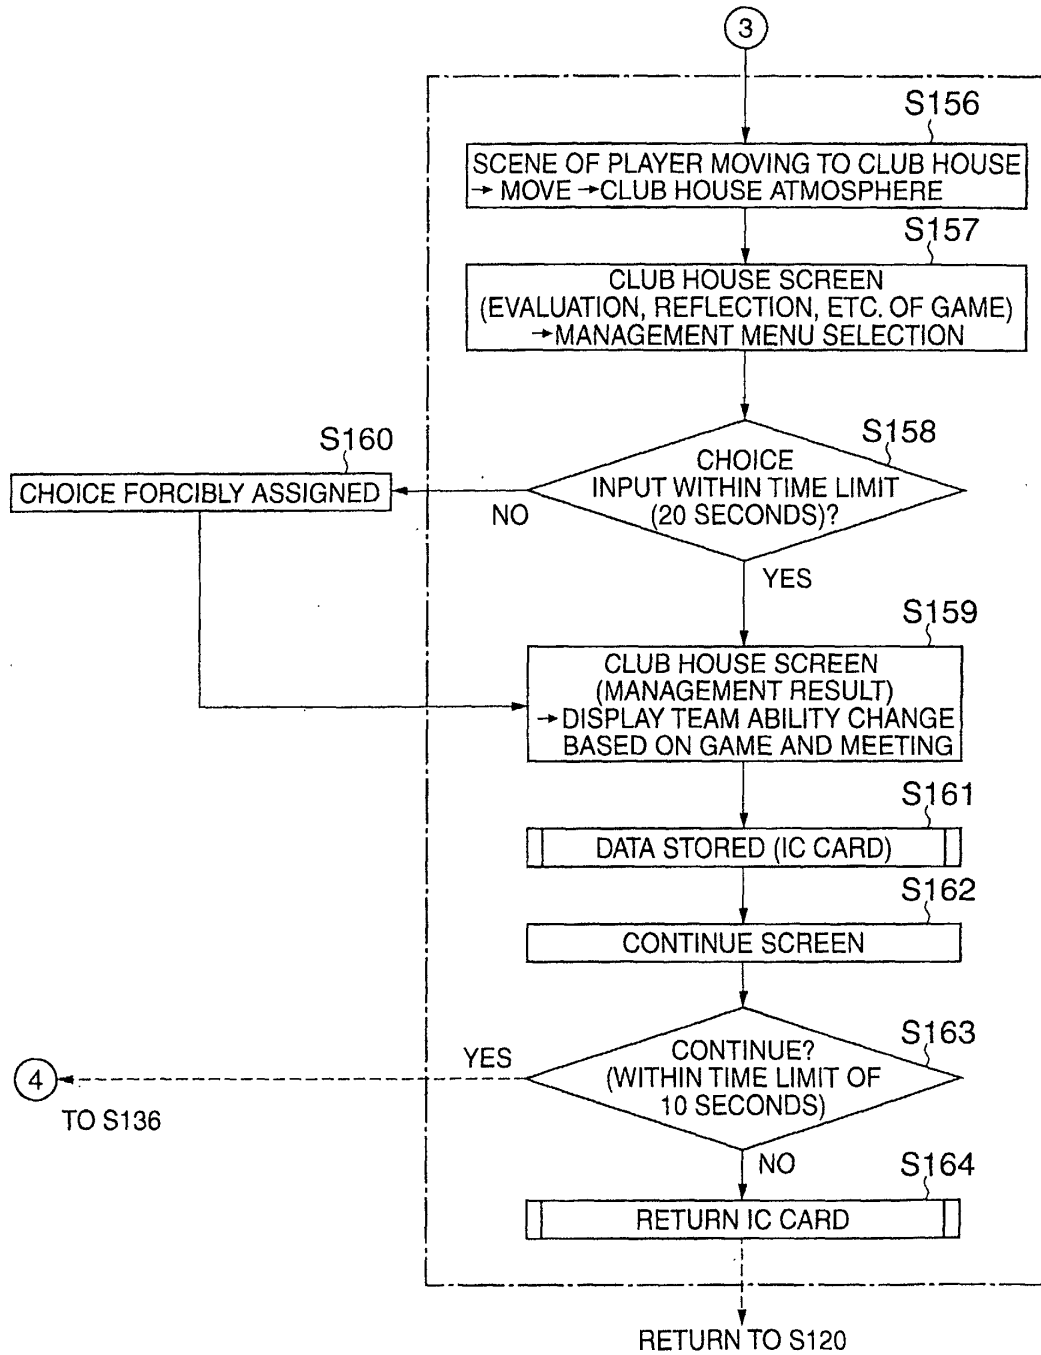 3
S156
SCENE OF PLAYER MOVING TO CLUB HOUSE
→ MOVE → CLUB HOUSE ATMOSPHERE
S157
CLUB HOUSE SCREEN
(EVALUATION, REFLECTION, ETC. OF GAME)
→ MANAGEMENT MENU SELECTION
S158
CHOICE
INPUT WITHIN TIME LIMIT
(20 SECONDS)?
NO
YES
S160
CHOICE FORCIBLY ASSIGNED
S159
CLUB HOUSE SCREEN
(MANAGEMENT RESULT)
→ DISPLAY TEAM ABILITY CHANGE
BASED ON GAME AND MEETING
S161
DATA STORED (IC CARD)
S162
CONTINUE SCREEN
S163
CONTINUE?
(WITHIN TIME LIMIT OF
10 SECONDS)
YES
4
TO S136
NO
S164
RETURN IC CARD
RETURN TO S120